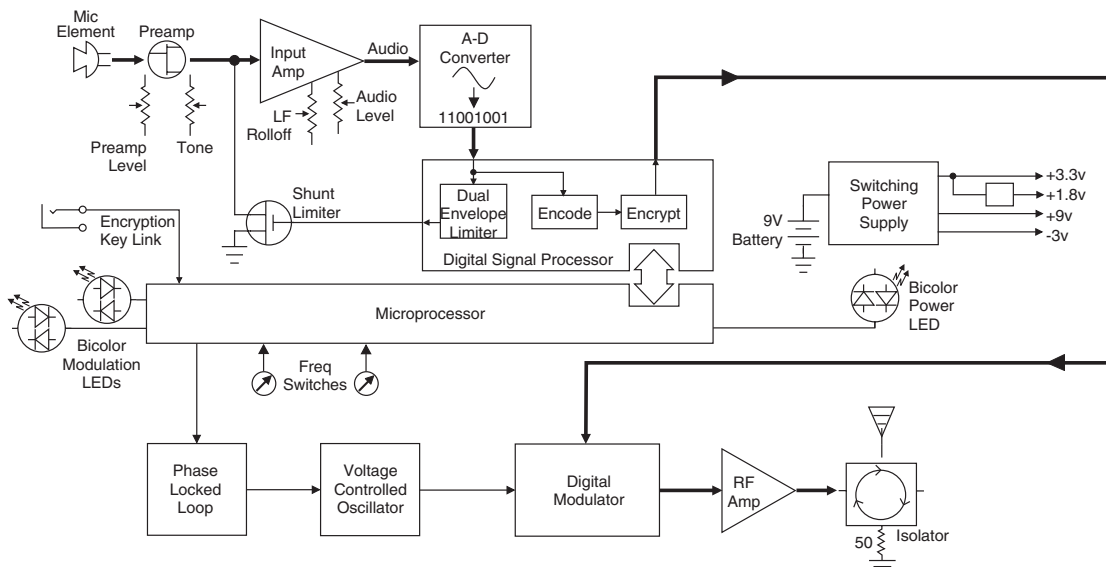 Mic
Element
Preamp
Input
Amp
Audio
A-D
Converter
11001001
LF
Rolloff
Audio
Level
Preamp
Level
Tone
Shunt
Limiter
Dual
Envelope
Limiter
Encode
Encrypt
Digital Signal Processor
9V
Battery
Switching
Power
Supply
+3.3v
+1.8v
+9v
-3v
Encryption
Key Link
Microprocessor
Bicolor
Power
LED
Bicolor
Modulation
LEDs
Freq
Switches
Phase
Locked
Loop
Voltage
Controlled
Oscillator
Digital
Modulator
RF
Amp
50
Isolator